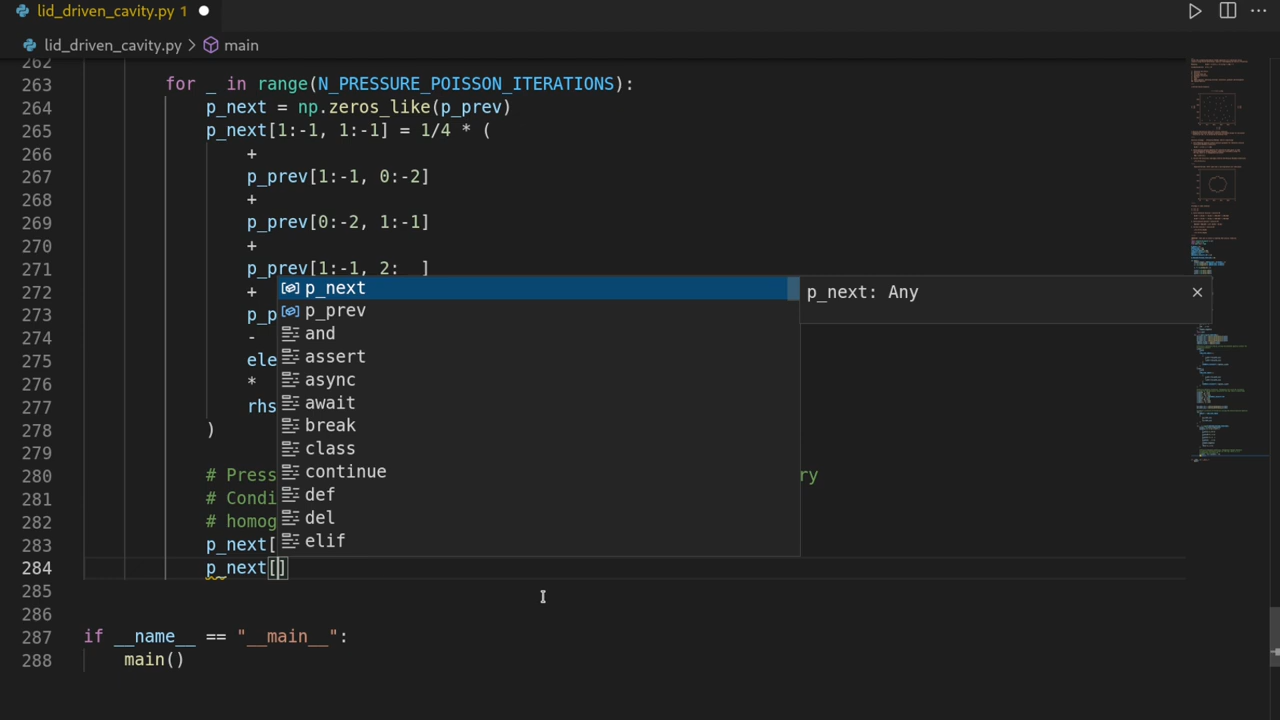 lid_driven_cavity.py 1
lid_driven_cavity.py > main
262
263 for _ in range(N_PRESSURE_POISSON_ITERATIONS):
264 p_next = np.zeros_like(p_prev)
265 p_next[1:-1, 1:-1] = 1/4 * (
266 +
267 p_prev[1:-1, 0:-2]
268 +
269 p_prev[0:-2, 1:-1]
270 +
271 p_prev[1:-1, 2:  ]
272 +
273 p_p
274 -
275 ele
276 *
277 rhs
278 )
279
280 # Press ry
281 # Condi
282 # homog
283 p_next[
284 p_next[]
285
286
287 if __name__ == "__main__":
288 main()
p_next
p_prev
and
assert
async
await
break
class
continue
def
del
elif
p_next: Any